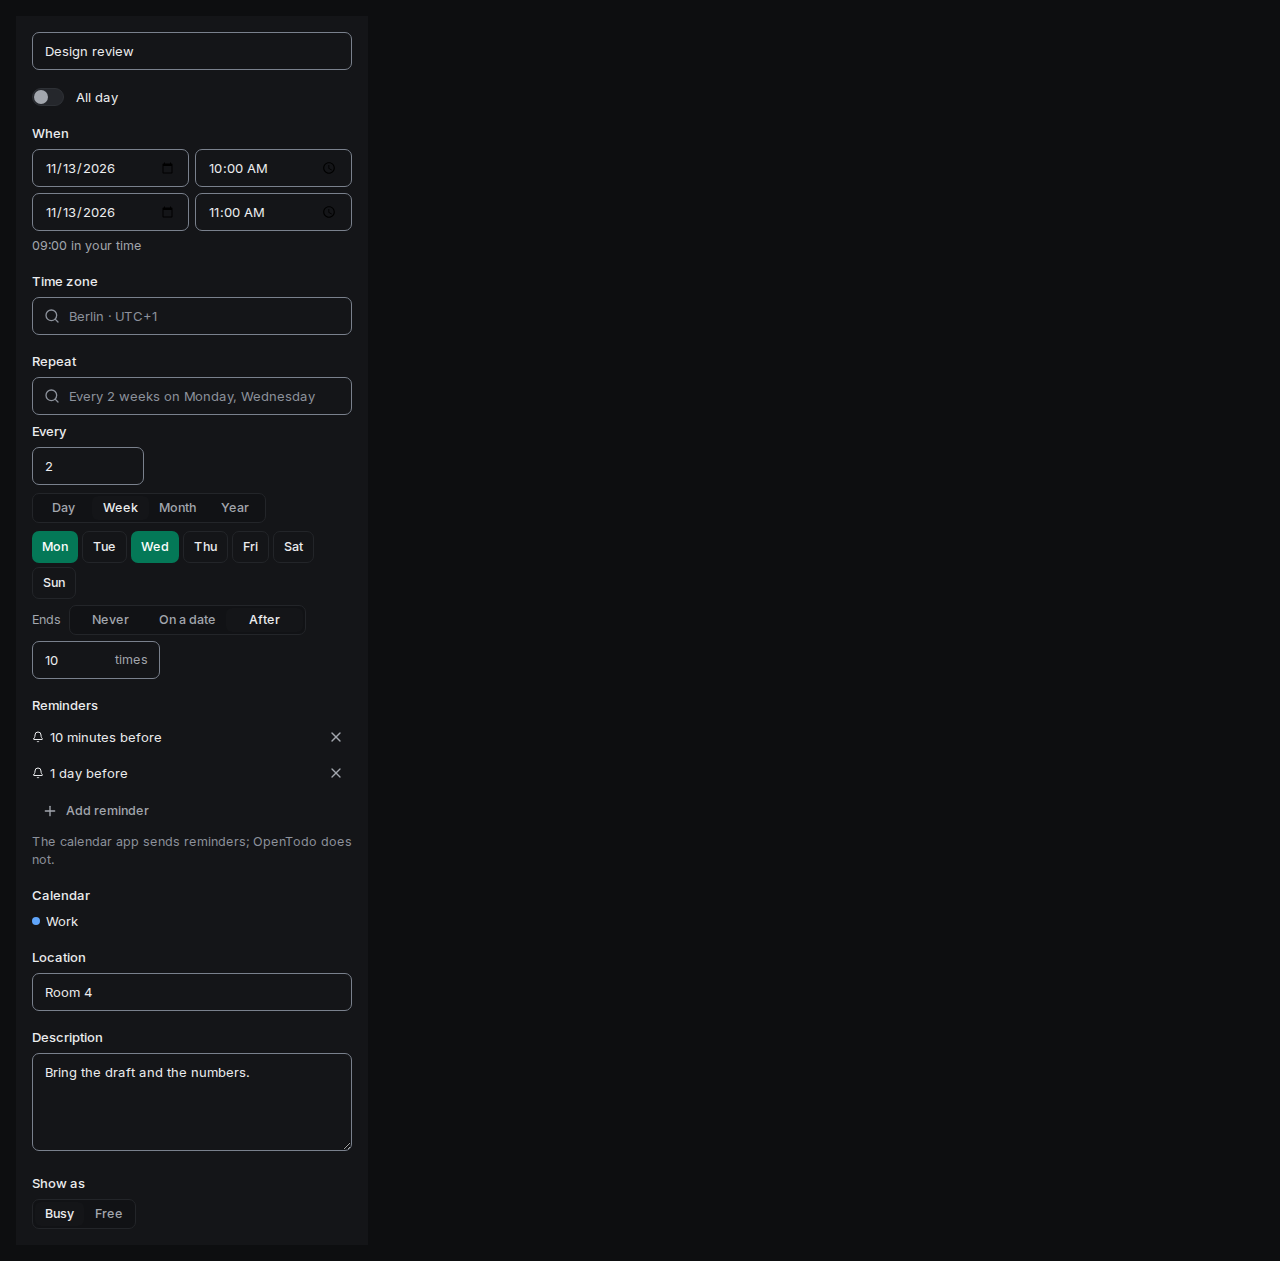 Design review
All day
When
11/13/2026 10:00 AM
11/13/2026 11:00 AM
09:00 in your time
Time zone
Berlin · UTC+1
Repeat
Every 2 weeks on Monday, Wednesday
Every
2
Day Week Month Year
Mon Tue Wed Thu Fri Sat
Sun
Ends Never On a date After
10 times
Reminders
10 minutes before
1 day before
Add reminder
The calendar app sends reminders; OpenTodo does
not.
Calendar
Work
Location
Room 4
Description
Bring the draft and the numbers.
Show as
Busy Free